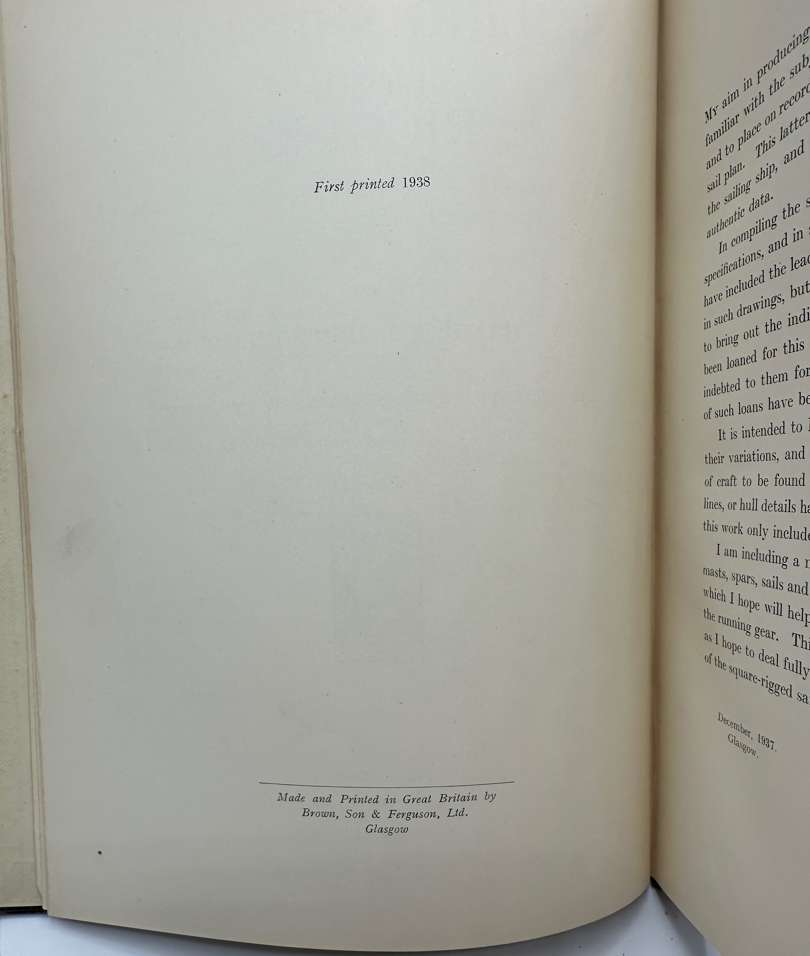 First printed 1938
Made and Printed in Great Britain by
Brown, Son & Ferguson, Ltd.
Glasgow
My aim in producing
familiar with the sub
and to place on record
sail plan. This latter
the sailing ship, and
authentic data.
In compiling the s
specifications, and in
have included the lead
in such drawings, but
to bring out the indi
been loaned for this
indebted to them for
of such loans have be
It is intended to
their variations, and
of craft to be found
lines, or hull details ha
this work only include
I am including a
masts, spars, sails and
which I hope will help
the running gear. Thi
as I hope to deal fully
of the square-rigged sa
December, 1937.
Glasgow.